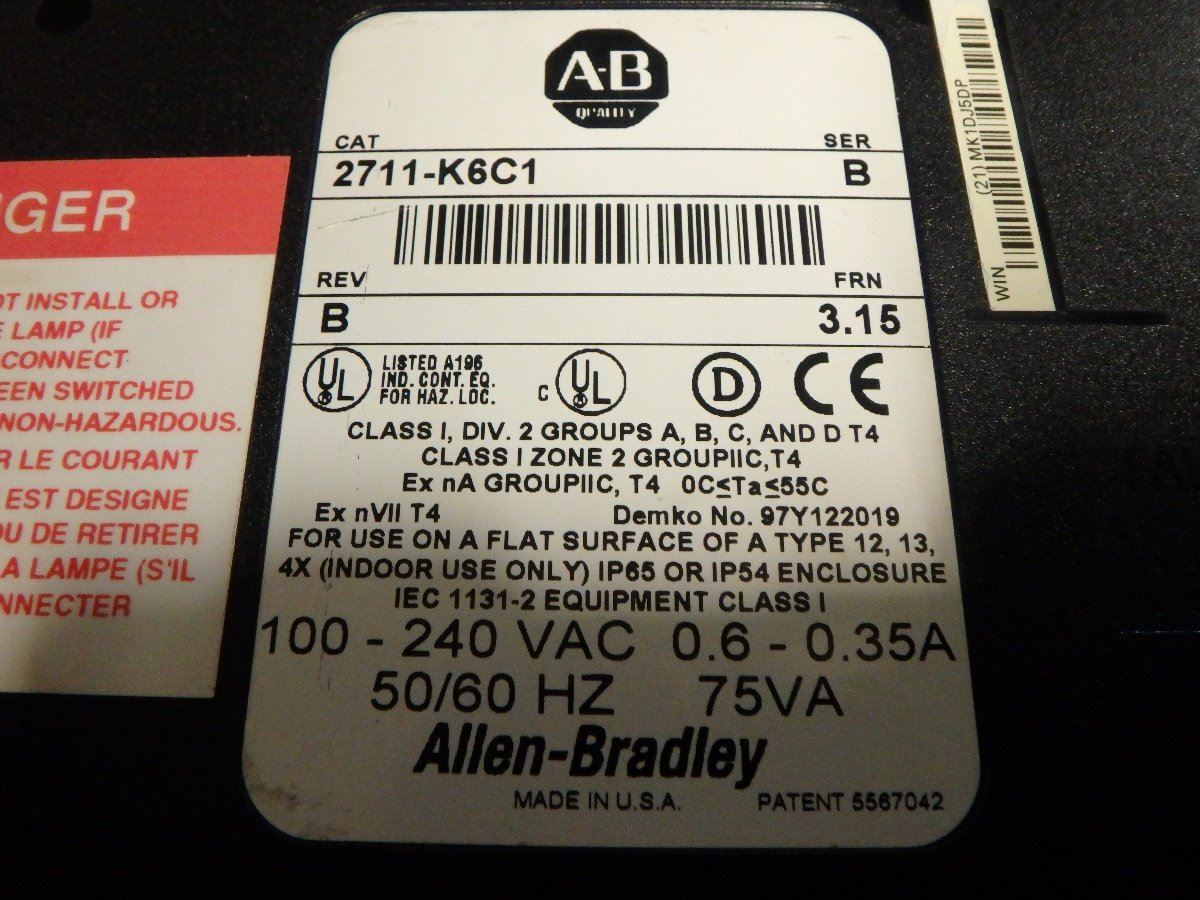 A-B
QUALITY
CAT SER
2711-K6C1 B
REV FRN
B 3.15
UL LISTED A196
IND. CONT. EQ.
FOR HAZ. LOC.
C UL D CE
CLASS I, DIV. 2 GROUPS A, B, C, AND D T4
CLASS I ZONE 2 GROUPIIC,T4
Ex nA GROUPIIC, T4 0C≤Ta≤55C
Ex nVII T4 Demko No. 97Y122019
FOR USE ON A FLAT SURFACE OF A TYPE 12, 13,
4X (INDOOR USE ONLY) IP65 OR IP54 ENCLOSURE
IEC 1131-2 EQUIPMENT CLASS I
100 - 240 VAC 0.6 - 0.35A
50/60 HZ 75VA
Allen-Bradley
MADE IN U.S.A. PATENT 5567042
NGER
OT INSTALL OR
E LAMP (IF
CONNECT
EEN SWITCHED
NON-HAZARDOUS.
R LE COURANT
EST DESIGNE
OU DE RETIRER
A LAMPE (S'IL
NNECTER
WIN (21) MK1DJ5DP